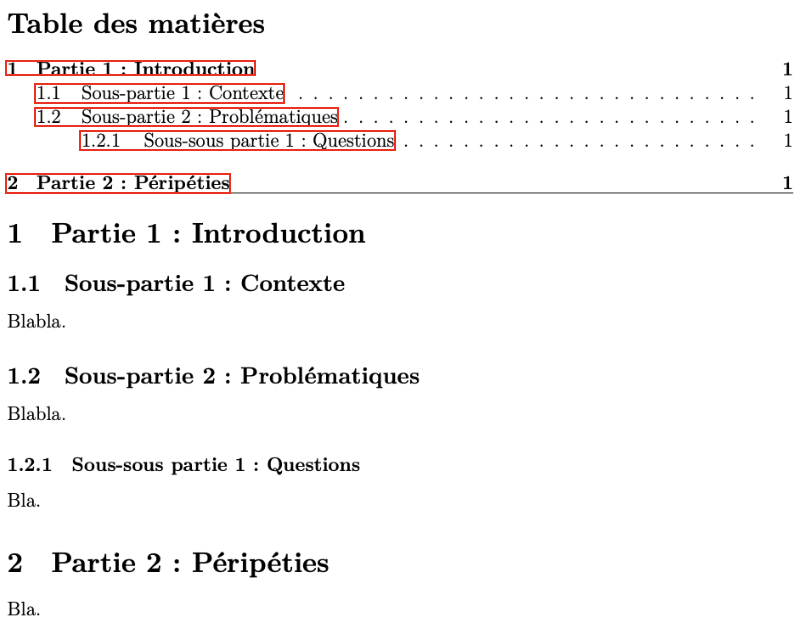 Table des matières
1 Partie 1 : Introduction 1
1.1 Sous-partie 1 : Contexte . . . . . . . . . . . . . . . . . . . . . . . . . . . . . . . 1
1.2 Sous-partie 2 : Problématiques . . . . . . . . . . . . . . . . . . . . . . . . . . . . 1
1.2.1 Sous-sous partie 1 : Questions . . . . . . . . . . . . . . . . . . . . . . . . 1
2 Partie 2 : Péripéties 1
1 Partie 1 : Introduction
1.1 Sous-partie 1 : Contexte
Blabla.
1.2 Sous-partie 2 : Problématiques
Blabla.
1.2.1 Sous-sous partie 1 : Questions
Bla.
2 Partie 2 : Péripéties
Bla.